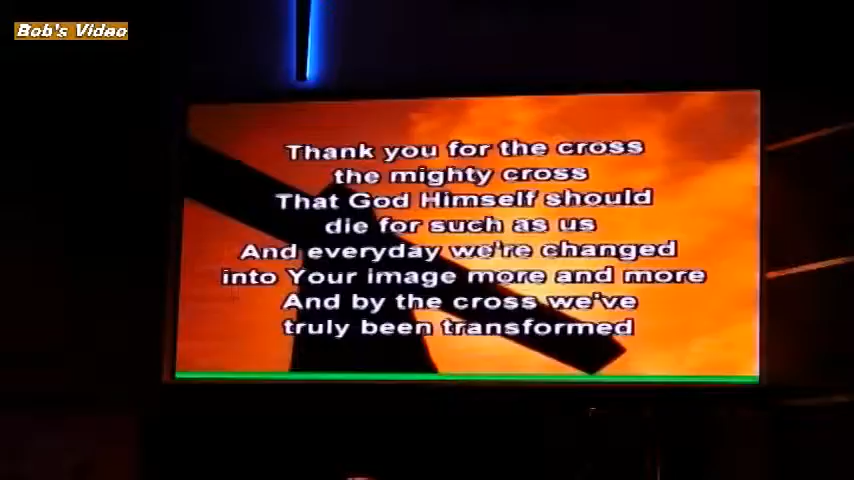 Bob's Video
Thank you for the cross
the mighty cross
That God Himself should
die for such as us
And everyday we're changed
into Your image more and more
And by the cross we've
truly been transformed